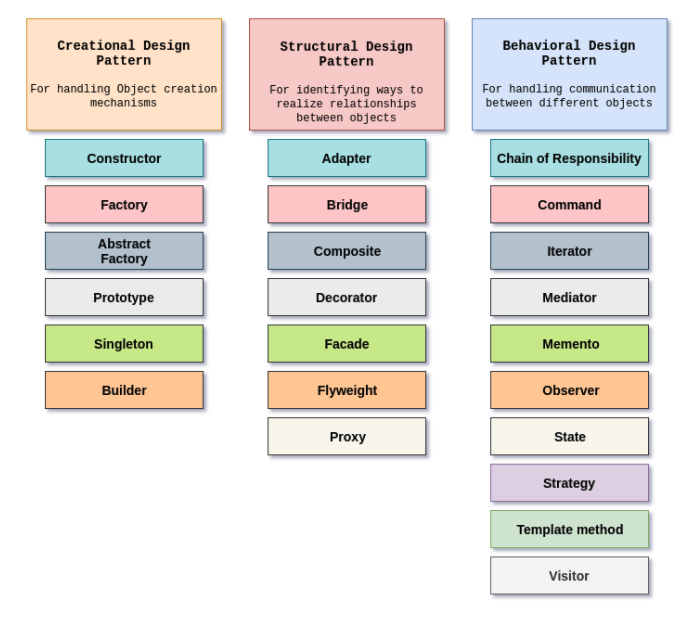 Creational Design
Pattern
For handling Object creation
mechanisms
Constructor
Factory
Abstract
Factory
Prototype
Singleton
Builder
Structural Design
Pattern
For identifying ways to
realize relationships
between objects
Adapter
Bridge
Composite
Decorator
Facade
Flyweight
Proxy
Behavioral Design
Pattern
For handling communication
between different objects
Chain of Responsibility
Command
Iterator
Mediator
Memento
Observer
State
Strategy
Template method
Visitor